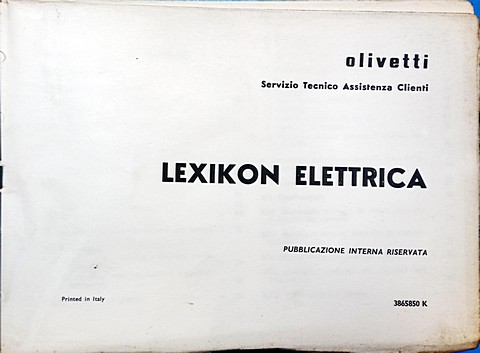 olivetti
Servizio Tecnico Assistenza Clienti
LEXIKON ELETTRICA
PUBBLICAZIONE INTERNA RISERVATA
Printed in Italy
3865850 K